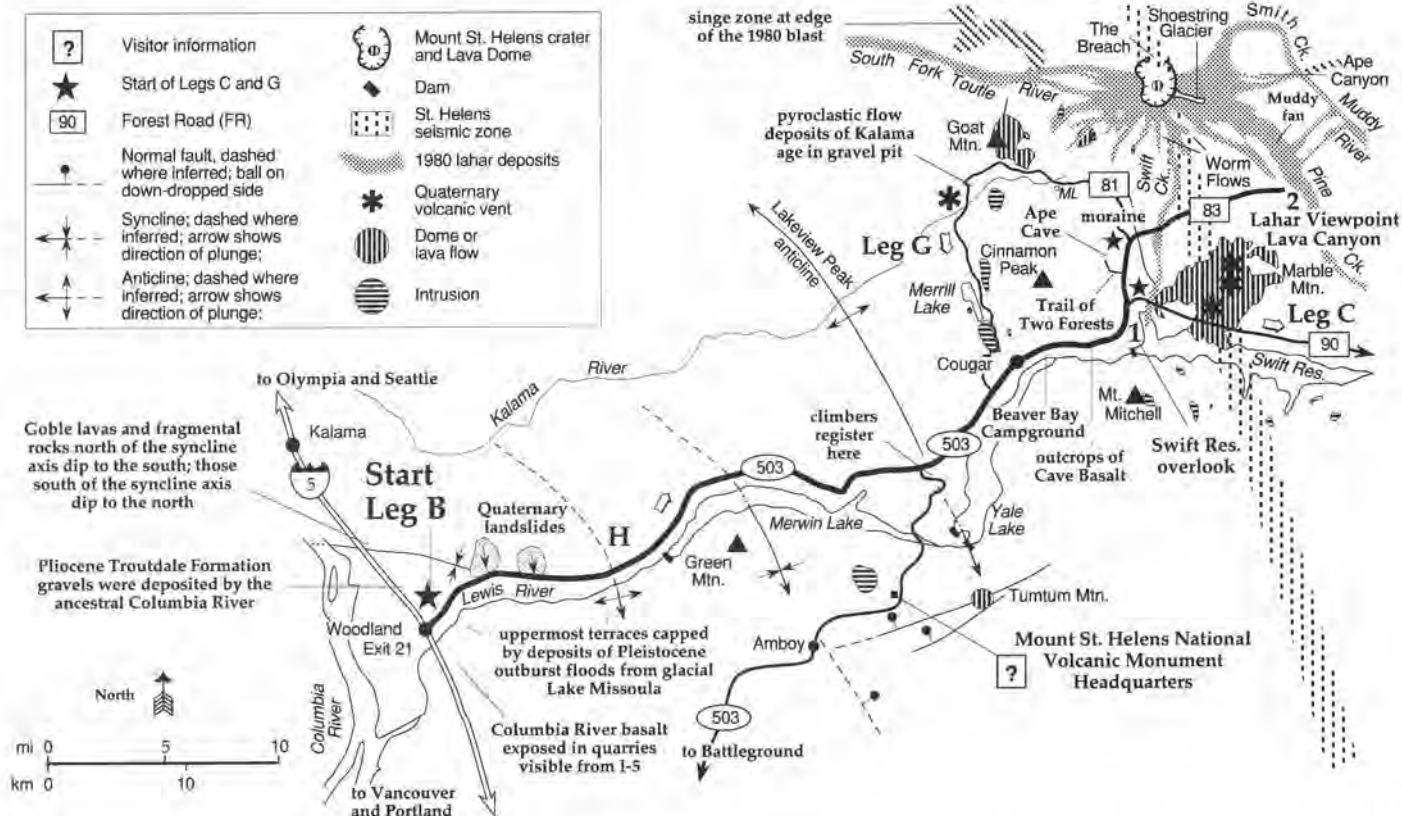 ?
Visitor information
Start of Legs C and G
90
Forest Road (FR)
Normal fault, dashed
where inferred; ball on
down-dropped side
Syncline; dashed where
inferred; arrow shows
direction of plunge;
Anticline; dashed where
inferred; arrow shows
direction of plunge;
Mount St. Helens crater
and Lava Dome
Dam
St. Helens
seismic zone
1980 lahar deposits
Quaternary
volcanic vent
Dome or
lava flow
Intrusion
singe zone at edge
of the 1980 blast
The
Breach
Shoestring
Glacier
Smith
Ck.
Ape
Canyon
South Fork Toutle River
Muddy
fan
Muddy
River
pyroclastic flow
deposits of Kalama
age in gravel pit
Goat
Mtn.
Swift
Ck.
Worm
Flows
Pine
Ck.
ML
81
moraine
83
2
Lahar Viewpoint
Lava Canyon
Ape
Cave
Lakeview Peak
anticline
Leg G
Cinnamon
Peak
Marble
Mtn.
Merrill
Lake
Trail of
Two Forests
1
Leg C
90
Cougar
Swift Res.
to Olympia and Seattle
Kalama
River
Mt.
Mitchell
Goble lavas and fragmental
rocks north of the syncline
axis dip to the south; those
south of the syncline axis
dip to the north
Kalama
5
Start
Leg B
climbers
register
here
503
Beaver Bay
Campground
Swift Res.
overlook
outcrops of
Cave Basalt
503
Quaternary
landslides
H
Merwin Lake
Yale
Lake
Pliocene Troutdale Formation
gravels were deposited by the
ancestral Columbia River
Lewis River
Green
Mtn.
Tumtum Mtn.
Woodland
Exit 21
uppermost terraces capped
by deposits of Pleistocene
outburst floods from glacial
Lake Missoula
Amboy
?
Mount St. Helens National
Volcanic Monument
Headquarters
North
Columbia
River
Columbia River basalt
exposed in quarries
visible from I-5
503
to Battleground
mi 0 5 10
km 0 10
to Vancouver
and Portland